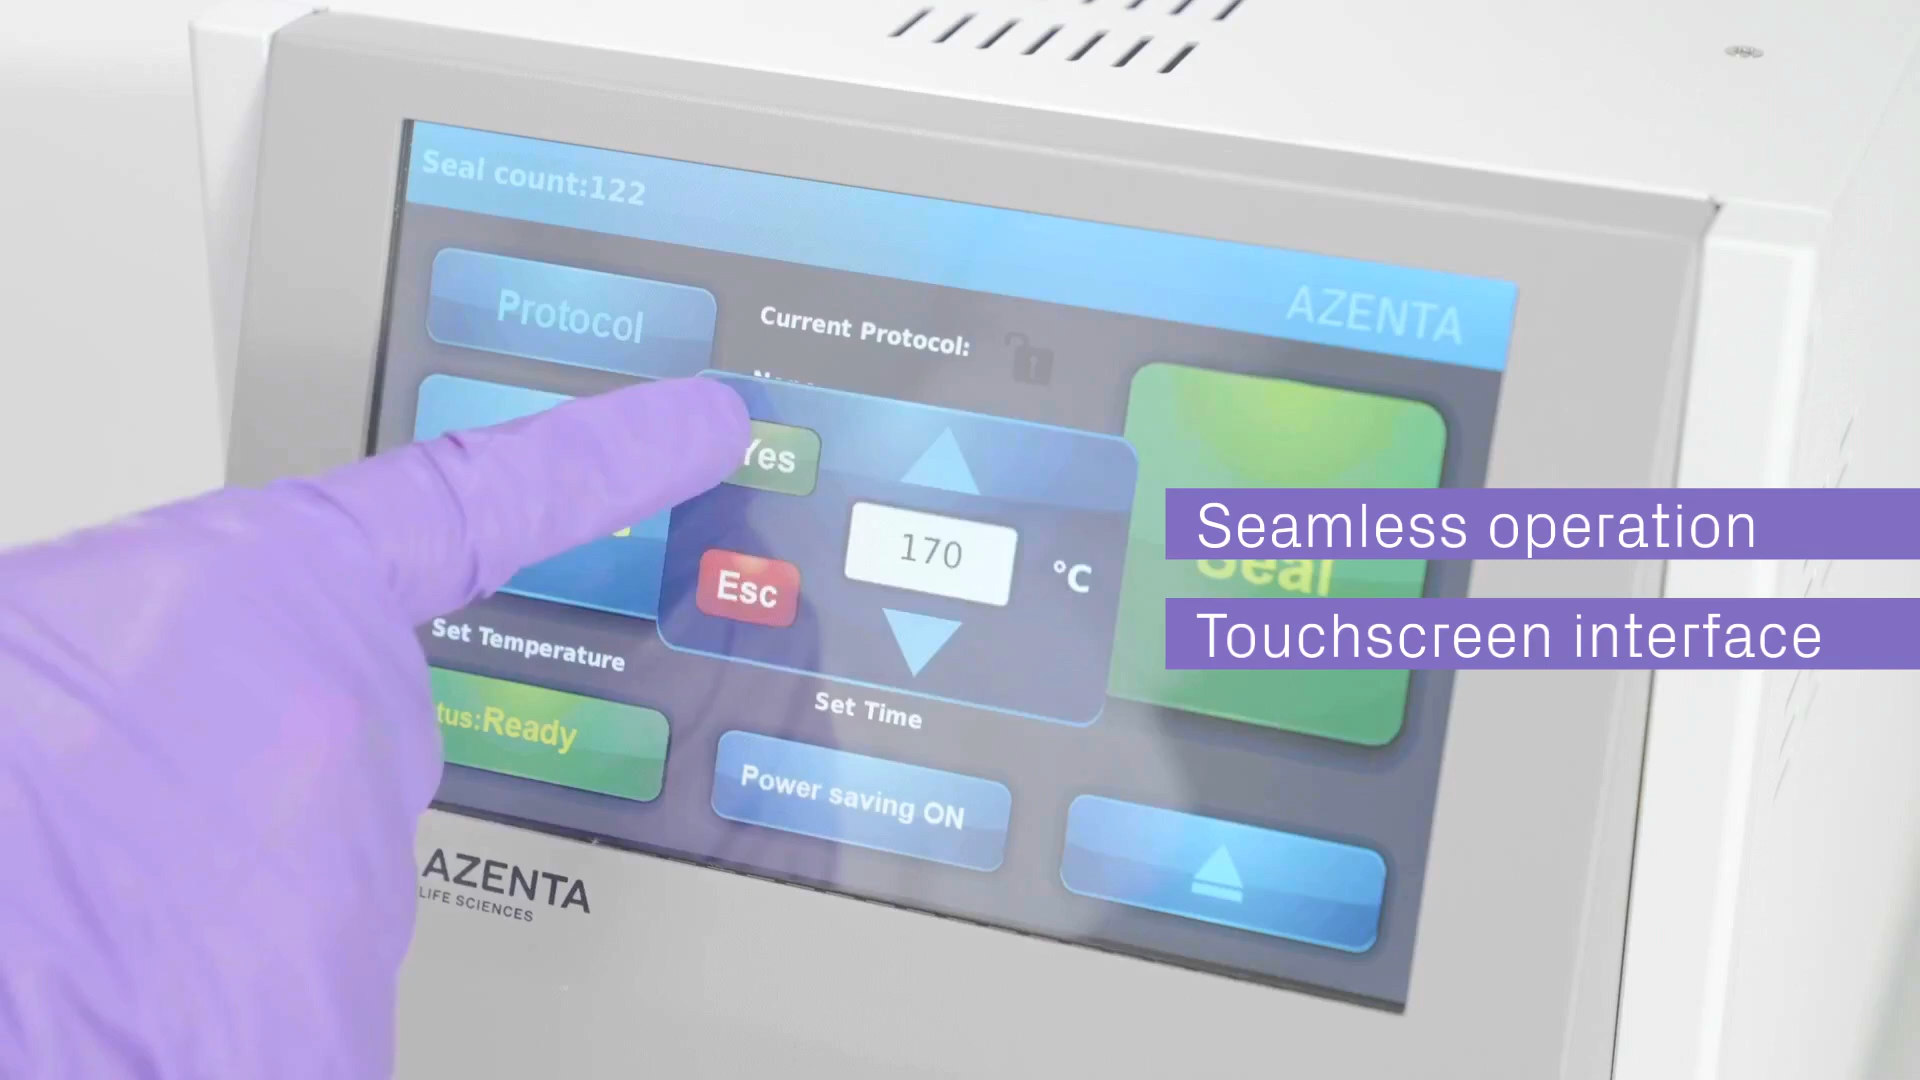 Seal count:122
AZENTA
Protocol
Current Protocol:
Yes
170
°C
Esc
Seamless operation
Seal
Touchscreen interface
Set Temperature
Set Time
tus:Ready
Power saving ON
AZENTA
LIFE SCIENCES